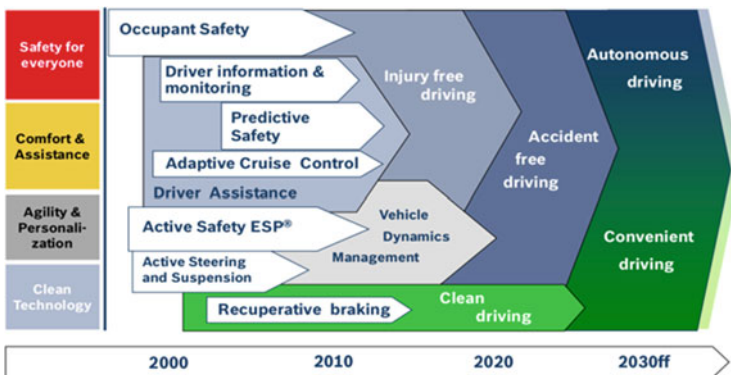 Safety for
everyone
Comfort &
Assistance
Agility &
Personali-
zation
Clean
Technology
Occupant Safety
Driver information &
monitoring
Predictive
Safety
Adaptive Cruise Control
Driver Assistance
Active Safety ESP®
Active Steering
and Suspension
Recuperative braking
Injury free
driving
Vehicle
Dynamics
Management
Clean
driving
Accident
free
driving
Autonomous
driving
Convenient
driving
2000
2010
2020
2030ff